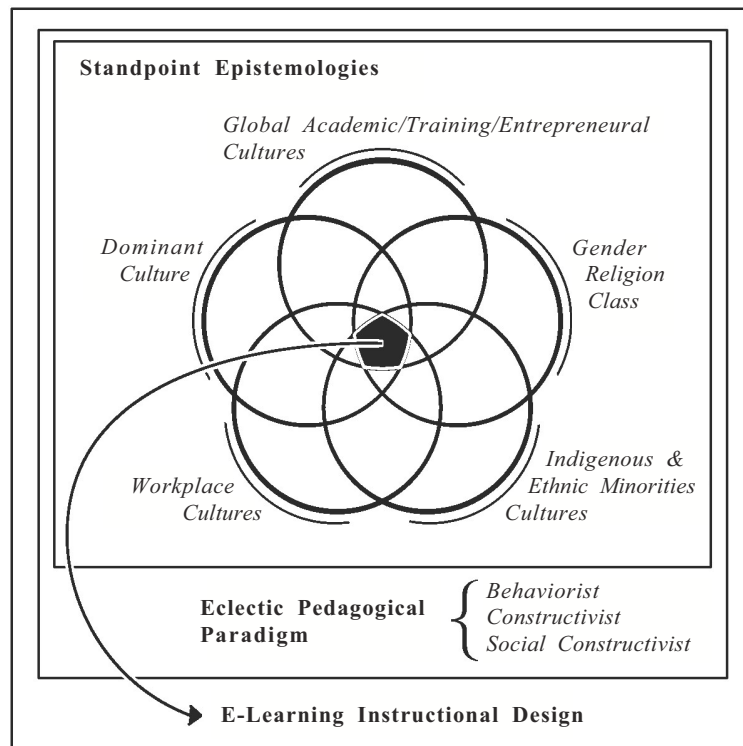 Standpoint Epistemologies
Global Academic/Training/Entrepreneural
Cultures
Dominant
Culture
Gender
Religion
Class
Workplace
Cultures
Indigenous &
Ethnic Minorities
Cultures
Eclectic Pedagogical
Paradigm
Behaviorist
Constructivist
Social Constructivist
E-Learning Instructional Design